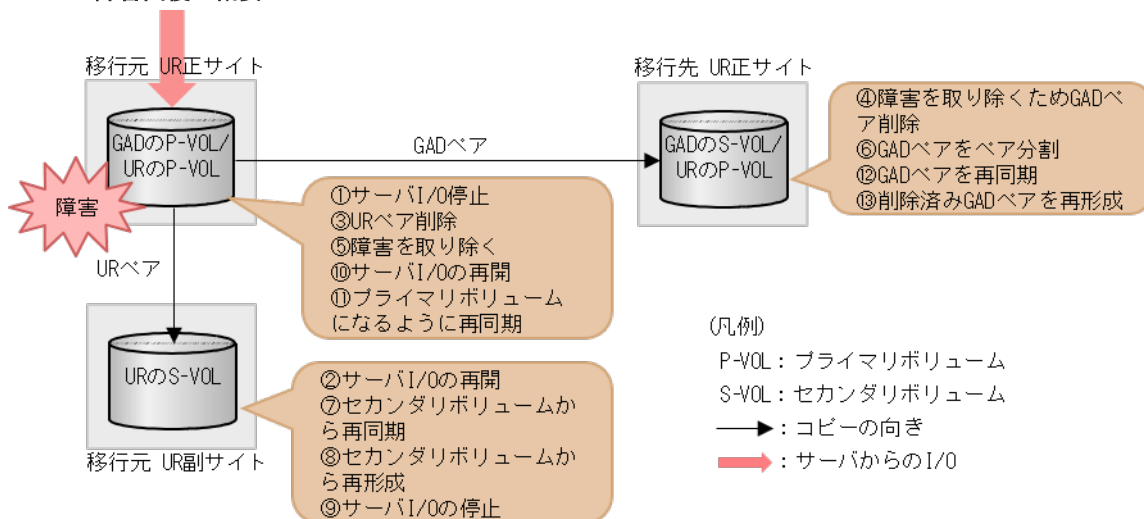 移行元 UR正サイト
移行先 UR正サイト
GADのP-VOL/
URのP-VOL
GADペア
GADのS-VOL/
URのP-VOL
④障害を取り除くためGADペ
ア削除
⑥GADペアをペア分割
⑫GADペアを再同期
⑬削除済みGADペアを再形成
障害
①サーバI/O停止
③URペア削除
⑤障害を取り除く
⑩サーバI/Oの再開
⑪プライマリボリューム
になるように再同期
URペア
URのS-VOL
移行元 UR副サイト
②サーバI/Oの再開
⑦セカンダリボリュームか
ら再同期
⑧セカンダリボリュームか
ら再形成
⑨サーバI/Oの停止
(凡例)
P-VOL：プライマリボリューム
S-VOL：セカンダリボリューム
：コピーの向き
：サーバからのI/O